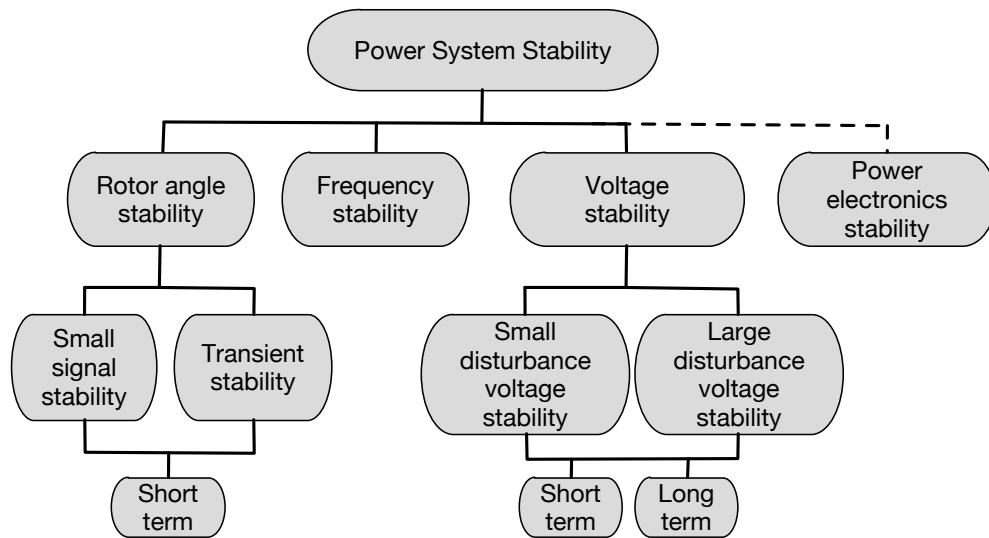 Power System Stability
Rotor angle
stability
Frequency
stability
Voltage
stability
Power
electronics
stability
Small
signal
stability
Transient
stability
Small
disturbance
voltage
stability
Large
disturbance
voltage
stability
Short
term
Short
term
Long
term